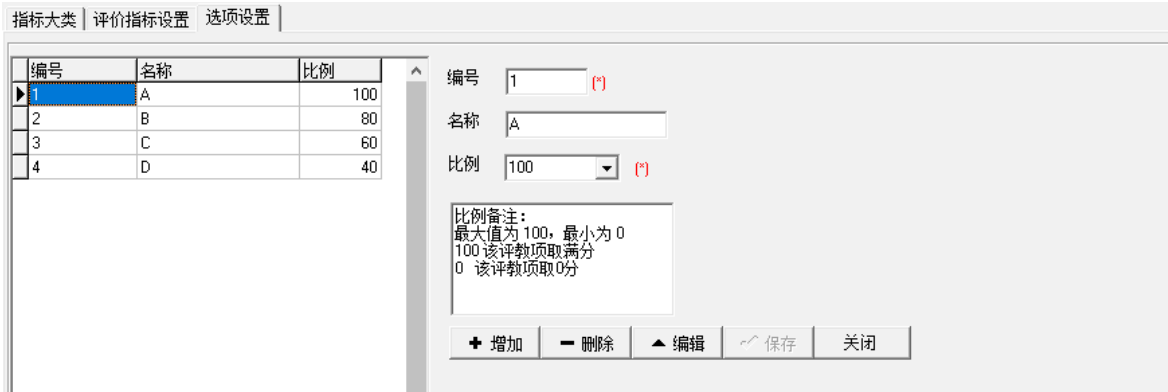 指标大类 评价指标设置 选项设置
编号 名称 比例
1 A 100
2 B 80
3 C 60
4 D 40
编号 1 (*)
名称 A
比例 100 (*)
比例备注：
最大值为 100，最小为 0
100 该评教项取满分
0 该评教项取0分
增加 删除 编辑 保存 关闭